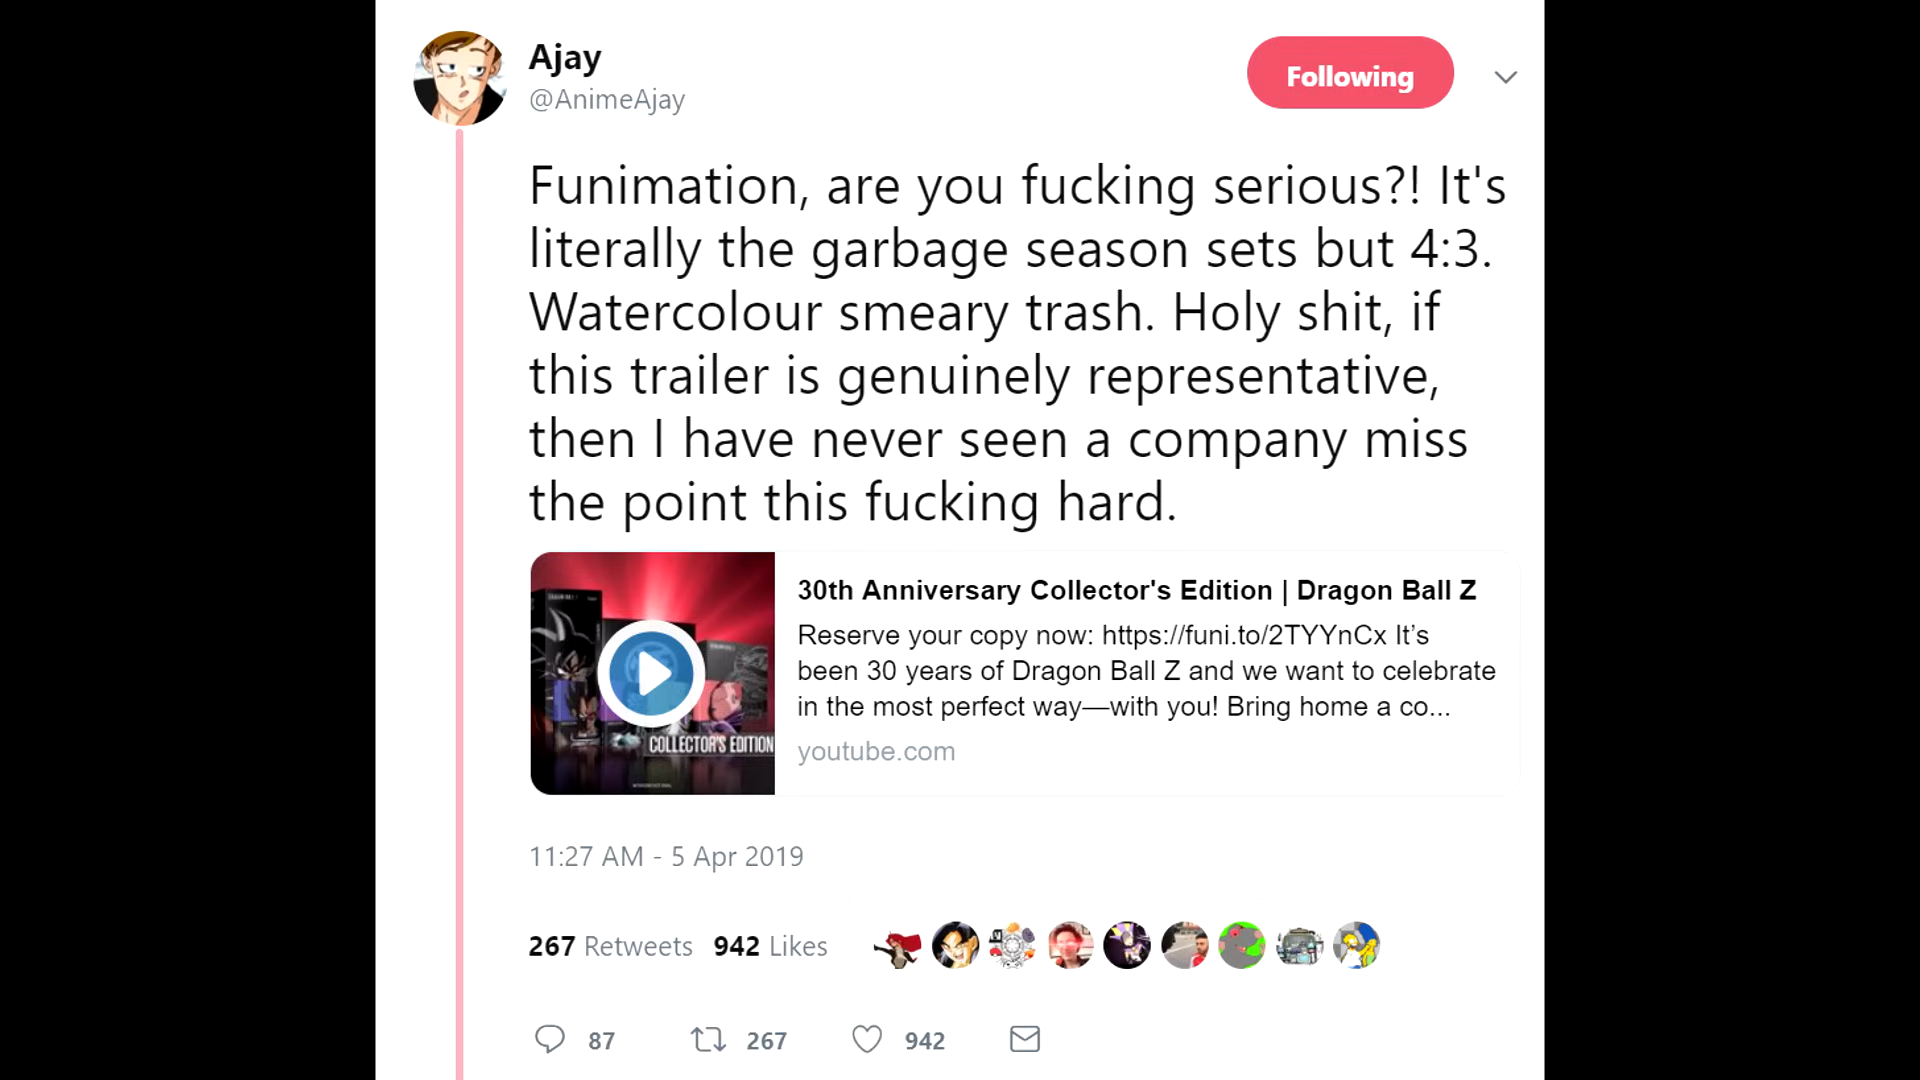 Ajay
@AnimeAjay
Following
Funimation, are you fucking serious?! It's
literally the garbage season sets but 4:3.
Watercolour smeary trash. Holy shit, if
this trailer is genuinely representative,
then I have never seen a company miss
the point this fucking hard.
COLLECTOR'S EDITION
30th Anniversary Collector's Edition | Dragon Ball Z
Reserve your copy now: https://funi.to/2TYYnCx It’s
been 30 years of Dragon Ball Z and we want to celebrate
in the most perfect way—with you! Bring home a co...
youtube.com
11:27 AM - 5 Apr 2019
267 Retweets 942 Likes
87 267 942